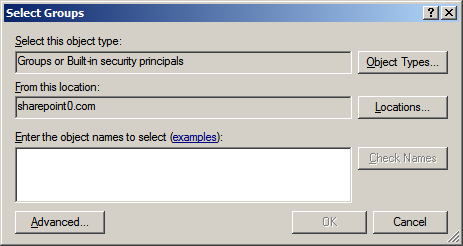 Select Groups
Select this object type:
Groups or Built-in security principals
Object Types...
From this location:
sharepoint0.com
Locations...
Enter the object names to select (examples):
Check Names
Advanced...
OK
Cancel